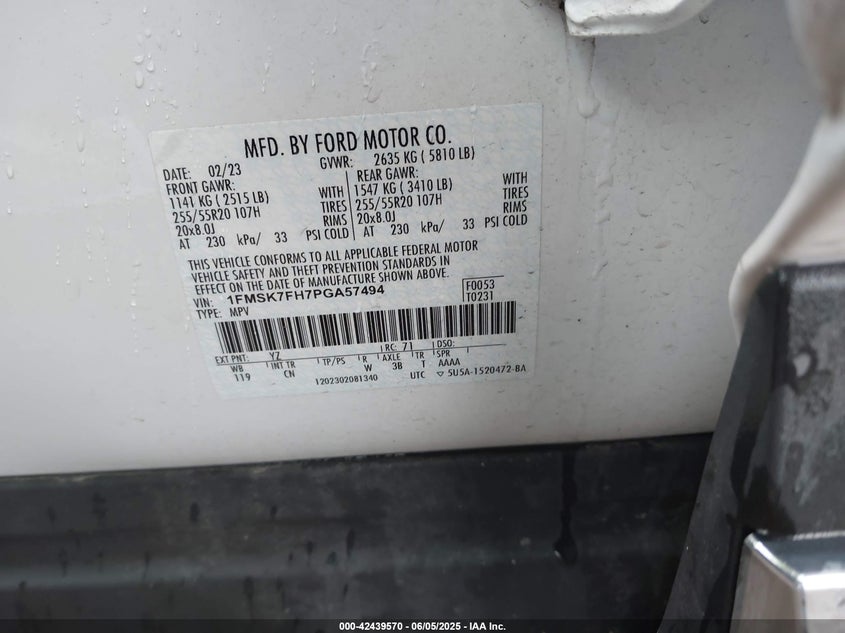 MFD. BY FORD MOTOR CO.
DATE: 02/23 GVWR: 2635 KG ( 5810 LB)
FRONT GAWR: REAR GAWR:
1141 KG ( 2515 LB) WITH 1547 KG ( 3410 LB) WITH
255/55R20 107H TIRES 255/55R20 107H TIRES
20x8.0J RIMS 20x8.0J RIMS
AT 230 kPa/ 33 PSI COLD AT 230 kPa/ 33 PSI COLD
THIS VEHICLE CONFORMS TO ALL APPLICABLE FEDERAL MOTOR
VEHICLE SAFETY AND THEFT PREVENTION STANDARDS IN
EFFECT ON THE DATE OF MANUFACTURE SHOWN ABOVE.
VIN: 1FMSK7FH7PGA57494 F0053
TYPE: MPV T0231
EXT PNT: YZ RC: 71 DSO:
WB INT TR TP/PS R AXLE TR SPR
119 CN W 3B T AAAA
1202302081340 UTC ▽ 5U5A-1520472-BA
000-42439570 - 06/05/2025 - IAA Inc.